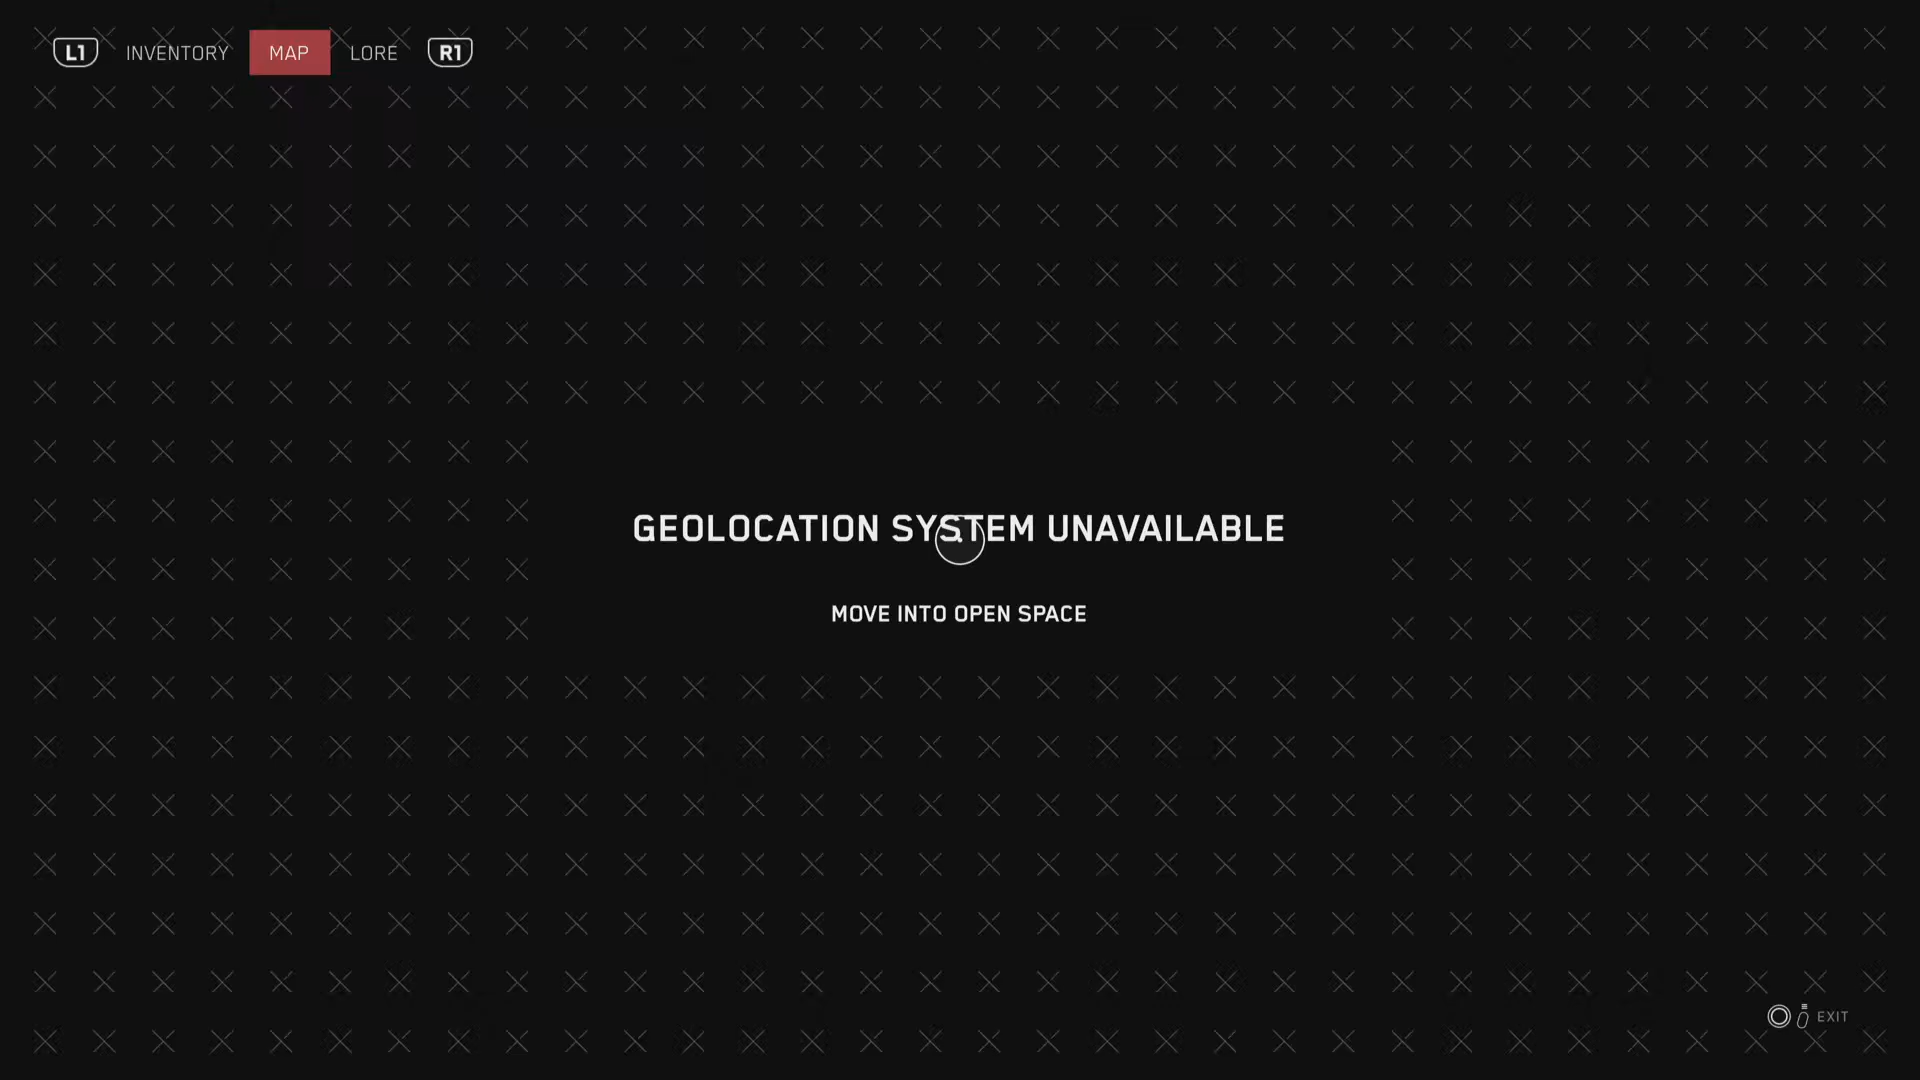 L1 INVENTORY MAP LORE R1
GEOLOCATION SYSTEM UNAVAILABLE
MOVE INTO OPEN SPACE
EXIT